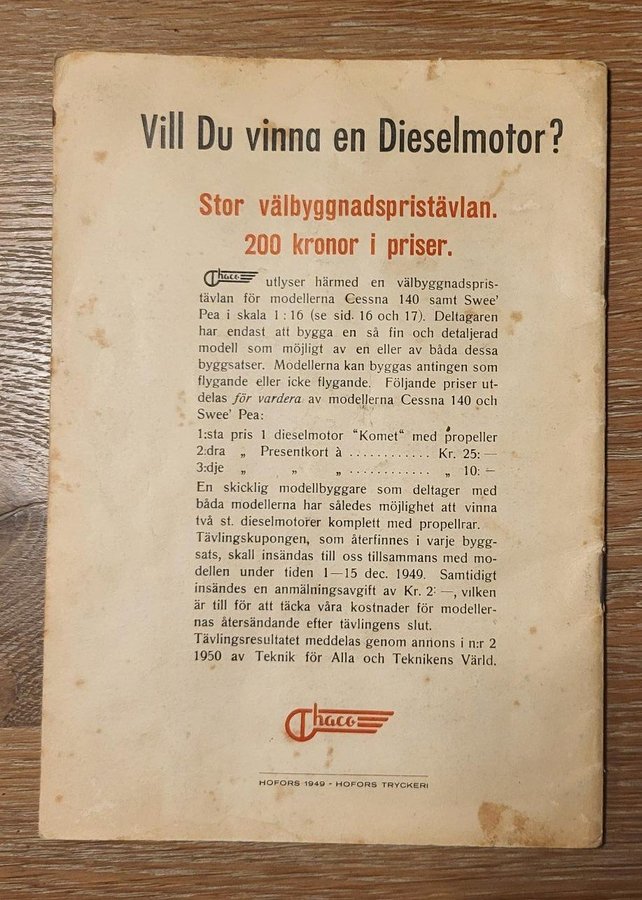 Vill Du vinna en Dieselmotor?
Stor välbyggnadspristävlan.
200 kronor i priser.
Thaco utlyser härmed en välbyggnadspris-
tävlan för modellerna Cessna 140 samt Swee'
Pea i skala 1:16 (se sid. 16 och 17). Deltagaren
har endast att bygga en så fin och detaljerad
modell som möjligt av en eller av båda dessa
byggsatser. Modellerna kan byggas antingen som
flygande eller icke flygande. Följande priser ut-
delas för vardera av modellerna Cessna 140 och
Swee' Pea:
1:sta pris 1 dieselmotor “Komet“ med propeller
2:dra „ Presentkort à ............ Kr. 25: —
3:dje „ „ „ ............ „ 10: —
En skicklig modellbyggare som deltager med
båda modellerna har således möjlighet att vinna
två st. dieselmotorer komplett med propellrar.
Tävlingskupongen, som återfinnes i varje bygg-
sats, skall insändas till oss tillsammans med mo-
dellen under tiden 1—15 dec. 1949. Samtidigt
insändes en anmälningsavgift av Kr. 2: —, vilken
är till för att täcka våra kostnader för modeller-
nas återsändande efter tävlingens slut.
Tävlingsresultatet meddelas genom annons i n:r 2
1950 av Teknik för Alla och Teknikens Värld.
Thaco
HOFORS 1949 - HOFORS TRYCKERI